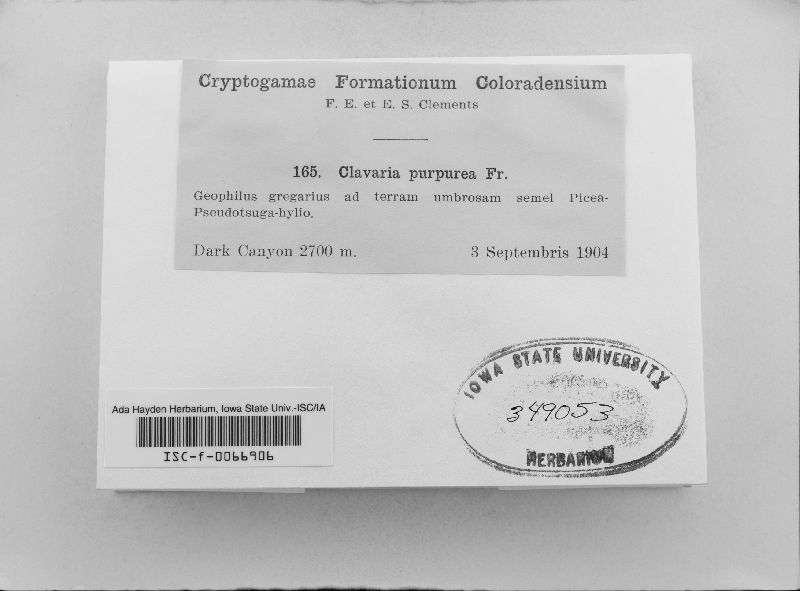 Cryptogamae Formationum Coloradensium
F. E. et E. S. Clements
165. Clavaria purpurea Fr.
Geophilus gregarius ad terram umbrosam semel Picea-
Pseudotsuga-hylio.
Dark Canyon 2700 m. 3 Septembris 1904
IOWA STATE UNIVERSITY
349053
HERBARIUM
Ada Hayden Herbarium, Iowa State Univ.-ISC/IA
ISC-f-0066906